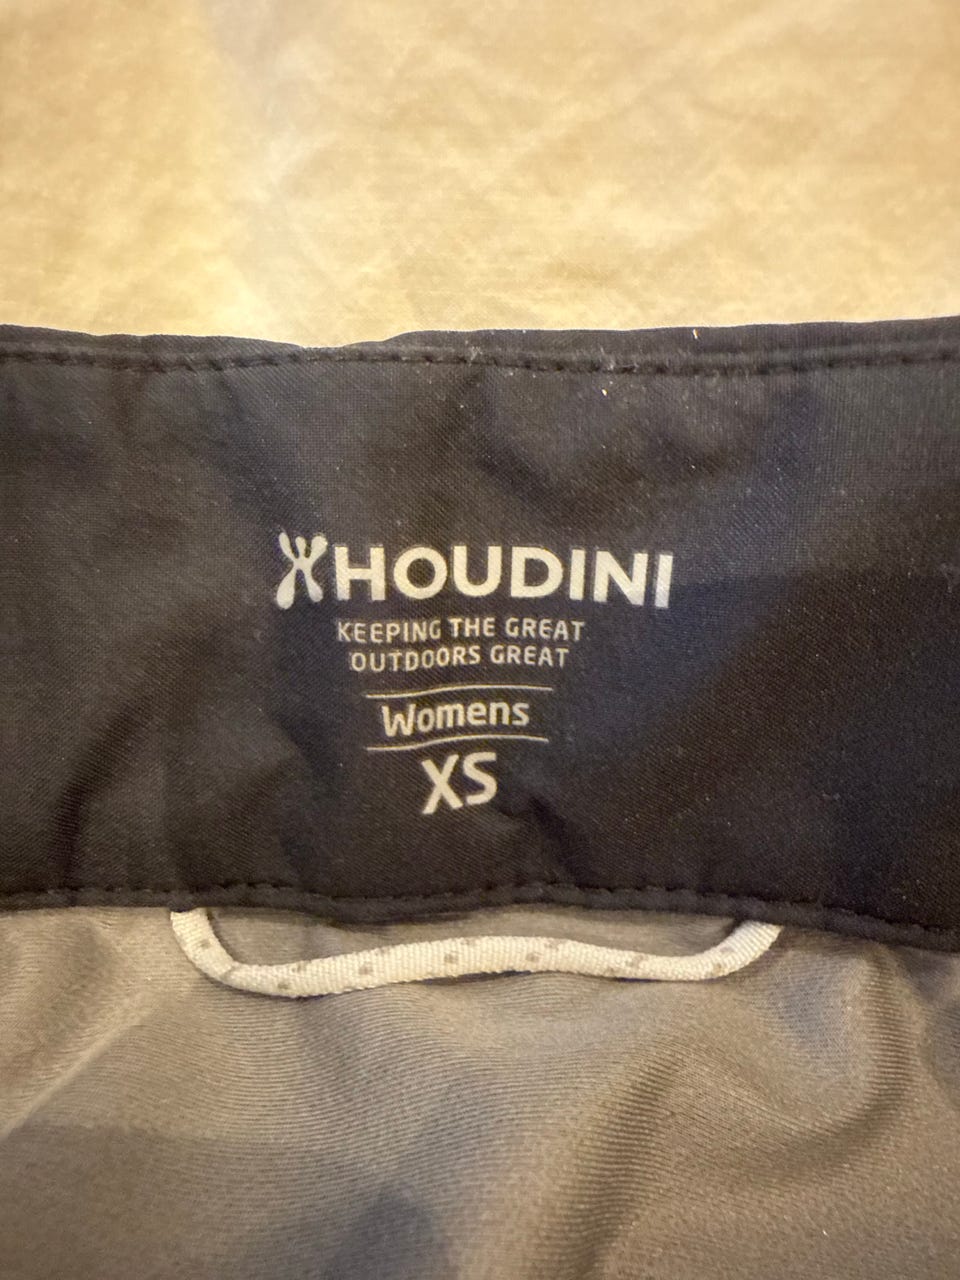 HOUDINI
KEEPING THE GREAT
OUTDOORS GREAT
Womens
XS